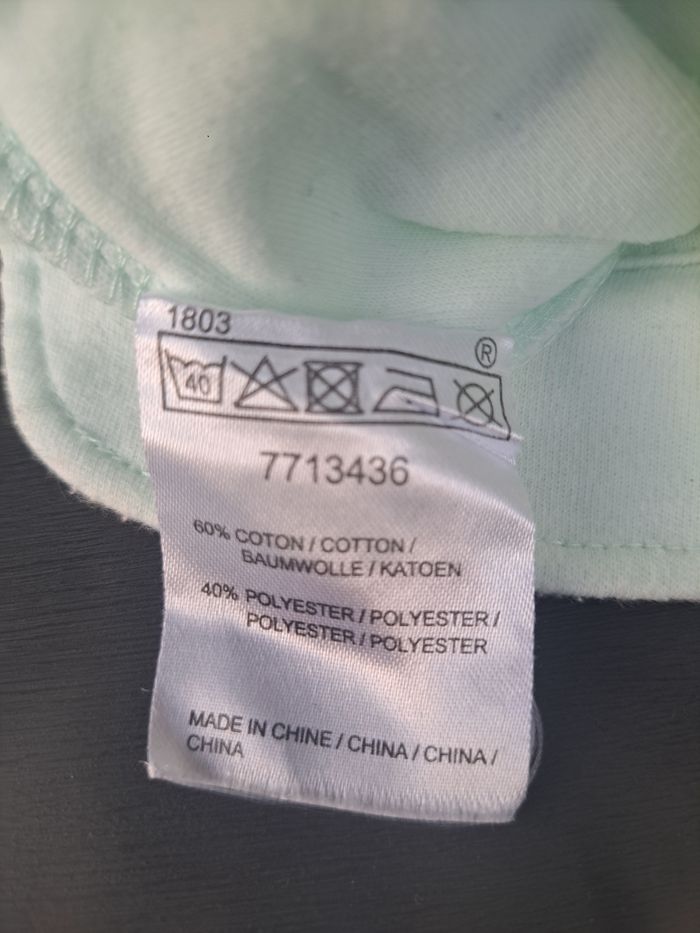 1803
®
40
7713436
60% COTON / COTTON /
BAUMWOLLE / KATOEN
40% POLYESTER / POLYESTER /
POLYESTER / POLYESTER
MADE IN CHINE / CHINA / CHINA /
CHINA